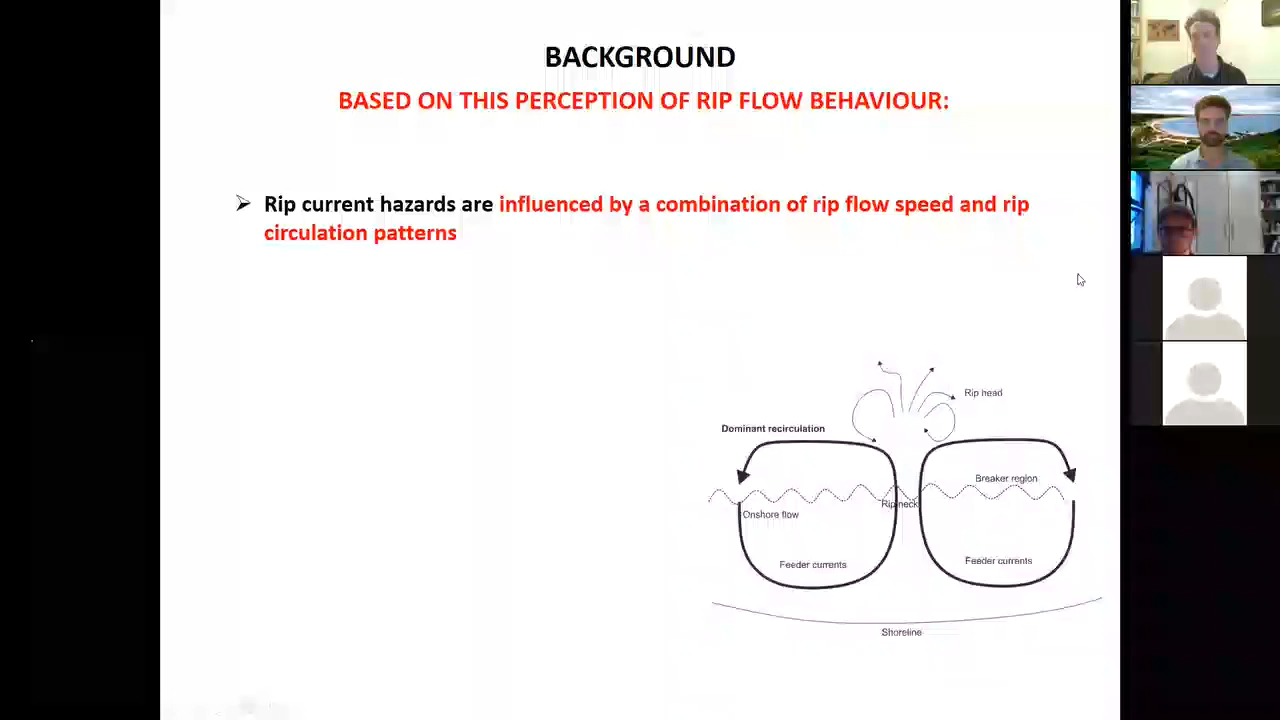 BACKGROUND
BASED ON THIS PERCEPTION OF RIP FLOW BEHAVIOUR:
Rip current hazards are influenced by a combination of rip flow speed and rip
circulation patterns
Rip head
Dominant recirculation
Breaker region
Rip neck
Onshore flow
Feeder currents
Feeder currents
Shoreline